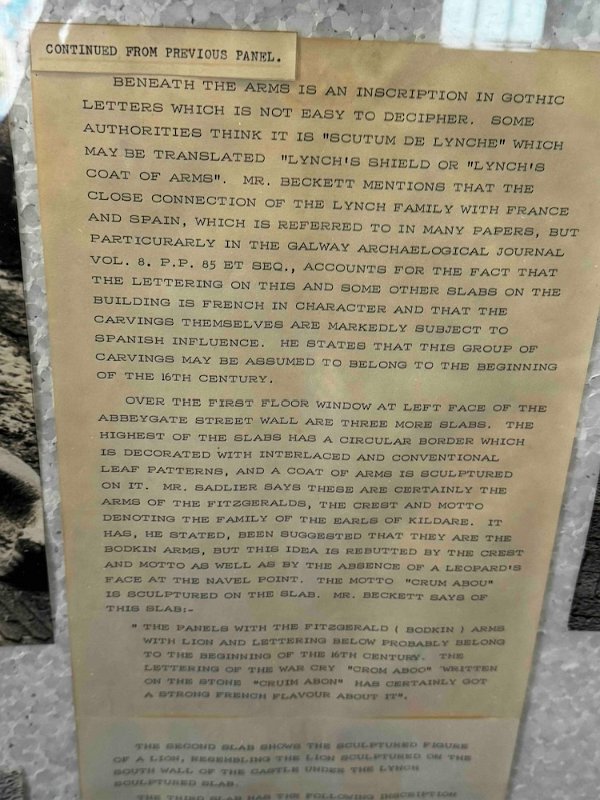 CONTINUED FROM PREVIOUS PANEL.
BENEATH THE ARMS IS AN INSCRIPTION IN GOTHIC
LETTERS WHICH IS NOT EASY TO DECIPHER. SOME
AUTHORITIES THINK IT IS "SCUTUM DE LYNCHE" WHICH
MAY BE TRANSLATED "LYNCH'S SHIELD OR "LYNCH'S
COAT OF ARMS". MR. BECKETT MENTIONS THAT THE
CLOSE CONNECTION OF THE LYNCH FAMILY WITH FRANCE
AND SPAIN, WHICH IS REFERRED TO IN MANY PAPERS, BUT
PARTICURARLY IN THE GALWAY ARCHAELOGICAL JOURNAL
VOL. 8. P.P. 85 ET SEQ., ACCOUNTS FOR THE FACT THAT
THE LETTERING ON THIS AND SOME OTHER SLABS ON THE
BUILDING IS FRENCH IN CHARACTER AND THAT THE
CARVINGS THEMSELVES ARE MARKEDLY SUBJECT TO
SPANISH INFLUENCE. HE STATES THAT THIS GROUP OF
CARVINGS MAY BE ASSUMED TO BELONG TO THE BEGINNING
OF THE 16TH CENTURY.
OVER THE FIRST FLOOR WINDOW AT LEFT FACE OF THE
ABBEYGATE STREET WALL ARE THREE MORE SLABS. THE
HIGHEST OF THE SLABS HAS A CIRCULAR BORDER WHICH
IS DECORATED WITH INTERLACED AND CONVENTIONAL
LEAF PATTERNS, AND A COAT OF ARMS IS SCULPTURED
ON IT. MR. SADLIER SAYS THESE ARE CERTAINLY THE
ARMS OF THE FITZGERALDS, THE CREST AND MOTTO
DENOTING THE FAMILY OF THE EARLS OF KILDARE. IT
HAS, HE STATED, BEEN SUGGESTED THAT THEY ARE THE
BODKIN ARMS, BUT THIS IDEA IS REBUTTED BY THE CREST
AND MOTTO AS WELL AS BY THE ABSENCE OF A LEOPARD'S
FACE AT THE NAVEL POINT. THE MOTTO "CRUM ABOU"
IS SCULPTURED ON THE SLAB. MR. BECKETT SAYS OF
THIS SLAB:-
" THE PANELS WITH THE FITZGERALD ( BODKIN ) ARMS
WITH LION AND LETTERING BELOW PROBABLY BELONG
TO THE BEGINNING OF THE 16TH CENTURY. THE
LETTERING OF THE WAR CRY "CROM ABOO" WRITTEN
ON THE STONE "CRUIM ABON" HAS CERTAINLY GOT
A STRONG FRENCH FLAVOUR ABOUT IT".
THE SECOND SLAB SHOWS THE SCULPTURED FIGURE
OF A LION, RESEMBLING THE LION SCULPTURED ON THE
SOUTH WALL OF THE CASTLE UNDER THE LYNCH
SCULPTURED SLAB.
THE THIRD SLAB HAS THE FOLLOWING INSCRIPTION